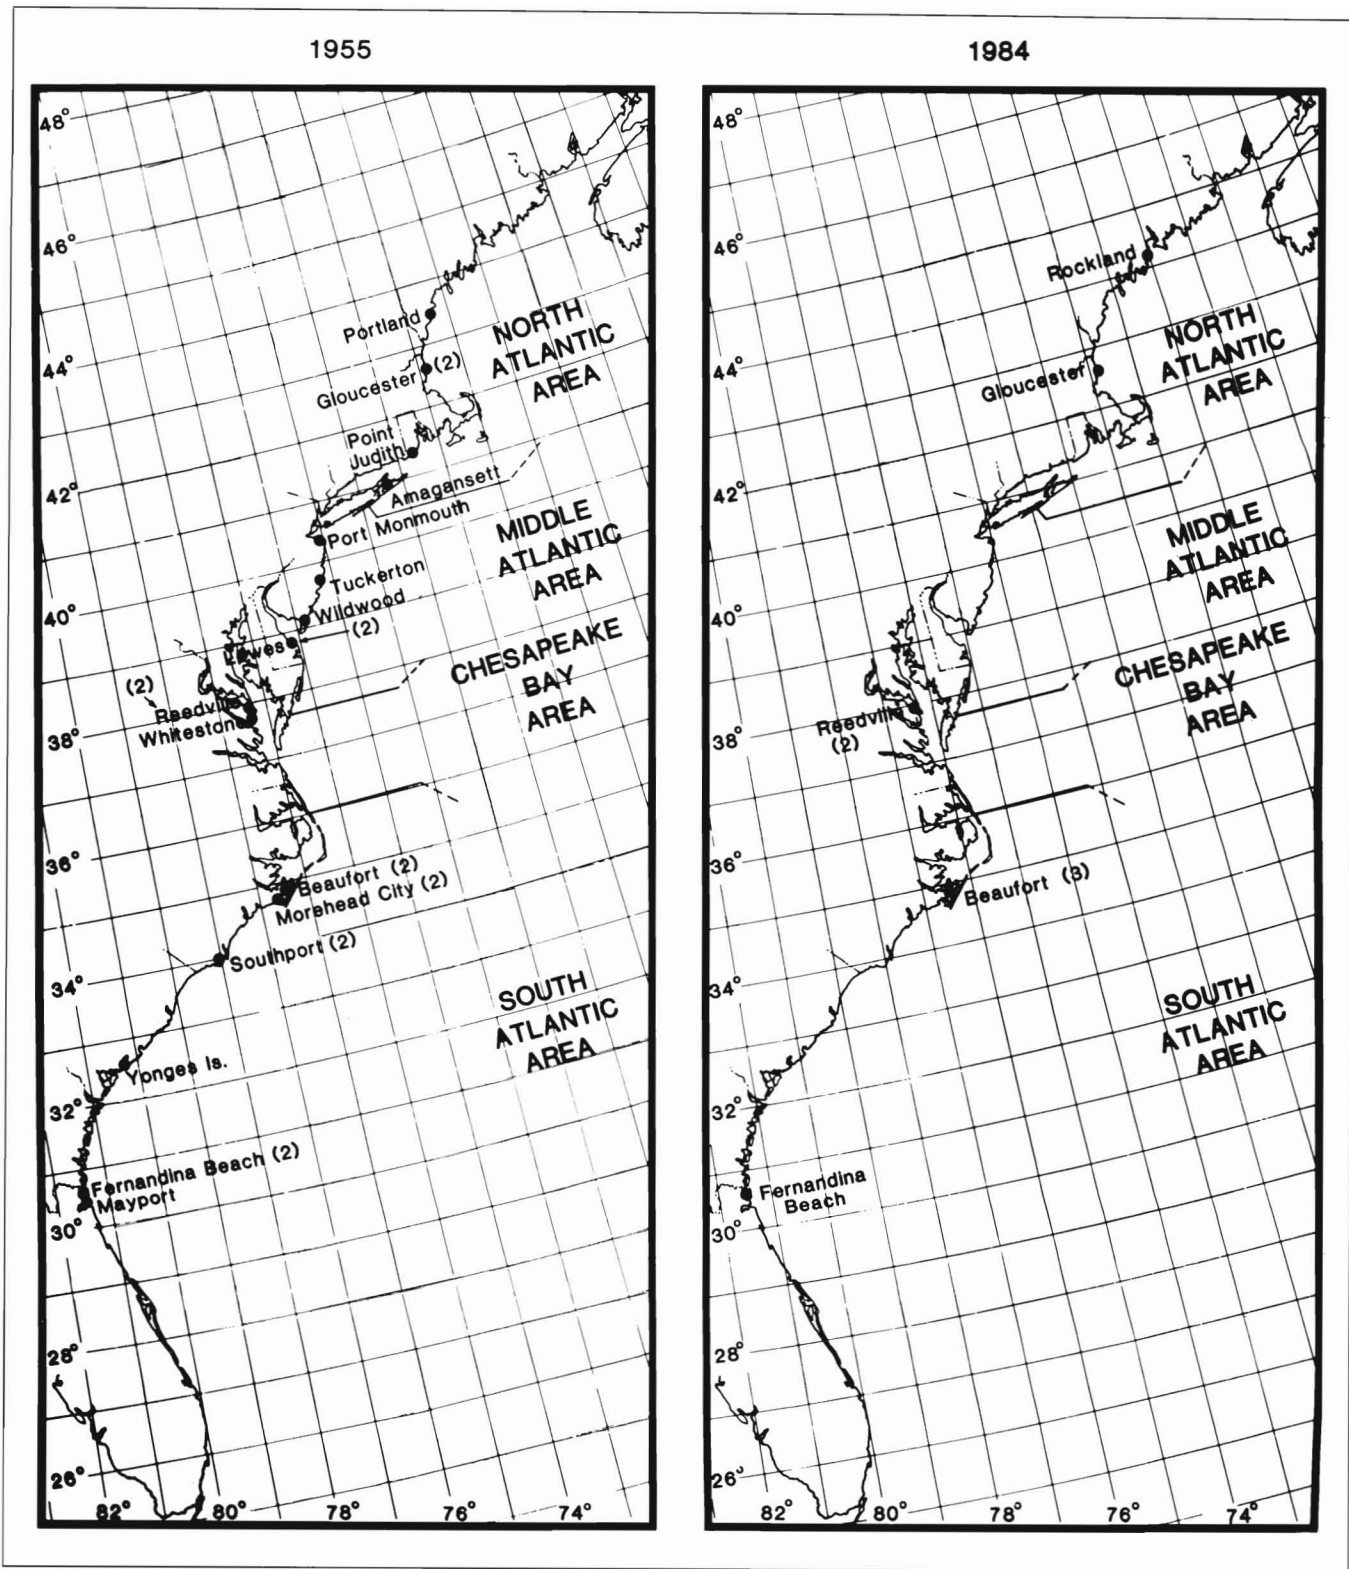 1955
48°
46°
44°
42°
40°
38°
36°
34°
32°
30°
28°
26°
82°
80°
78°
76°
74°
Portland
Gloucester (2)
Point
Judith
Amagansett
Port Monmouth
Tuckerton
Wildwood
Lewes (2)
(2)
Reedville
Whitestone
Beaufort (2)
Morehead City (2)
Southport (2)
Yonges Is.
Fernandina Beach (2)
Mayport
NORTH
ATLANTIC
AREA
MIDDLE
ATLANTIC
AREA
CHESAPEAKE
BAY
AREA
SOUTH
ATLANTIC
AREA
1984
48°
46°
44°
42°
40°
38°
36°
34°
32°
30°
28°
26°
82°
80°
78°
76°
74°
Rockland
Gloucester
Reedville
(2)
Beaufort (3)
Fernandina
Beach
NORTH
ATLANTIC
AREA
MIDDLE
ATLANTIC
AREA
CHESAPEAKE
BAY
AREA
SOUTH
ATLANTIC
AREA